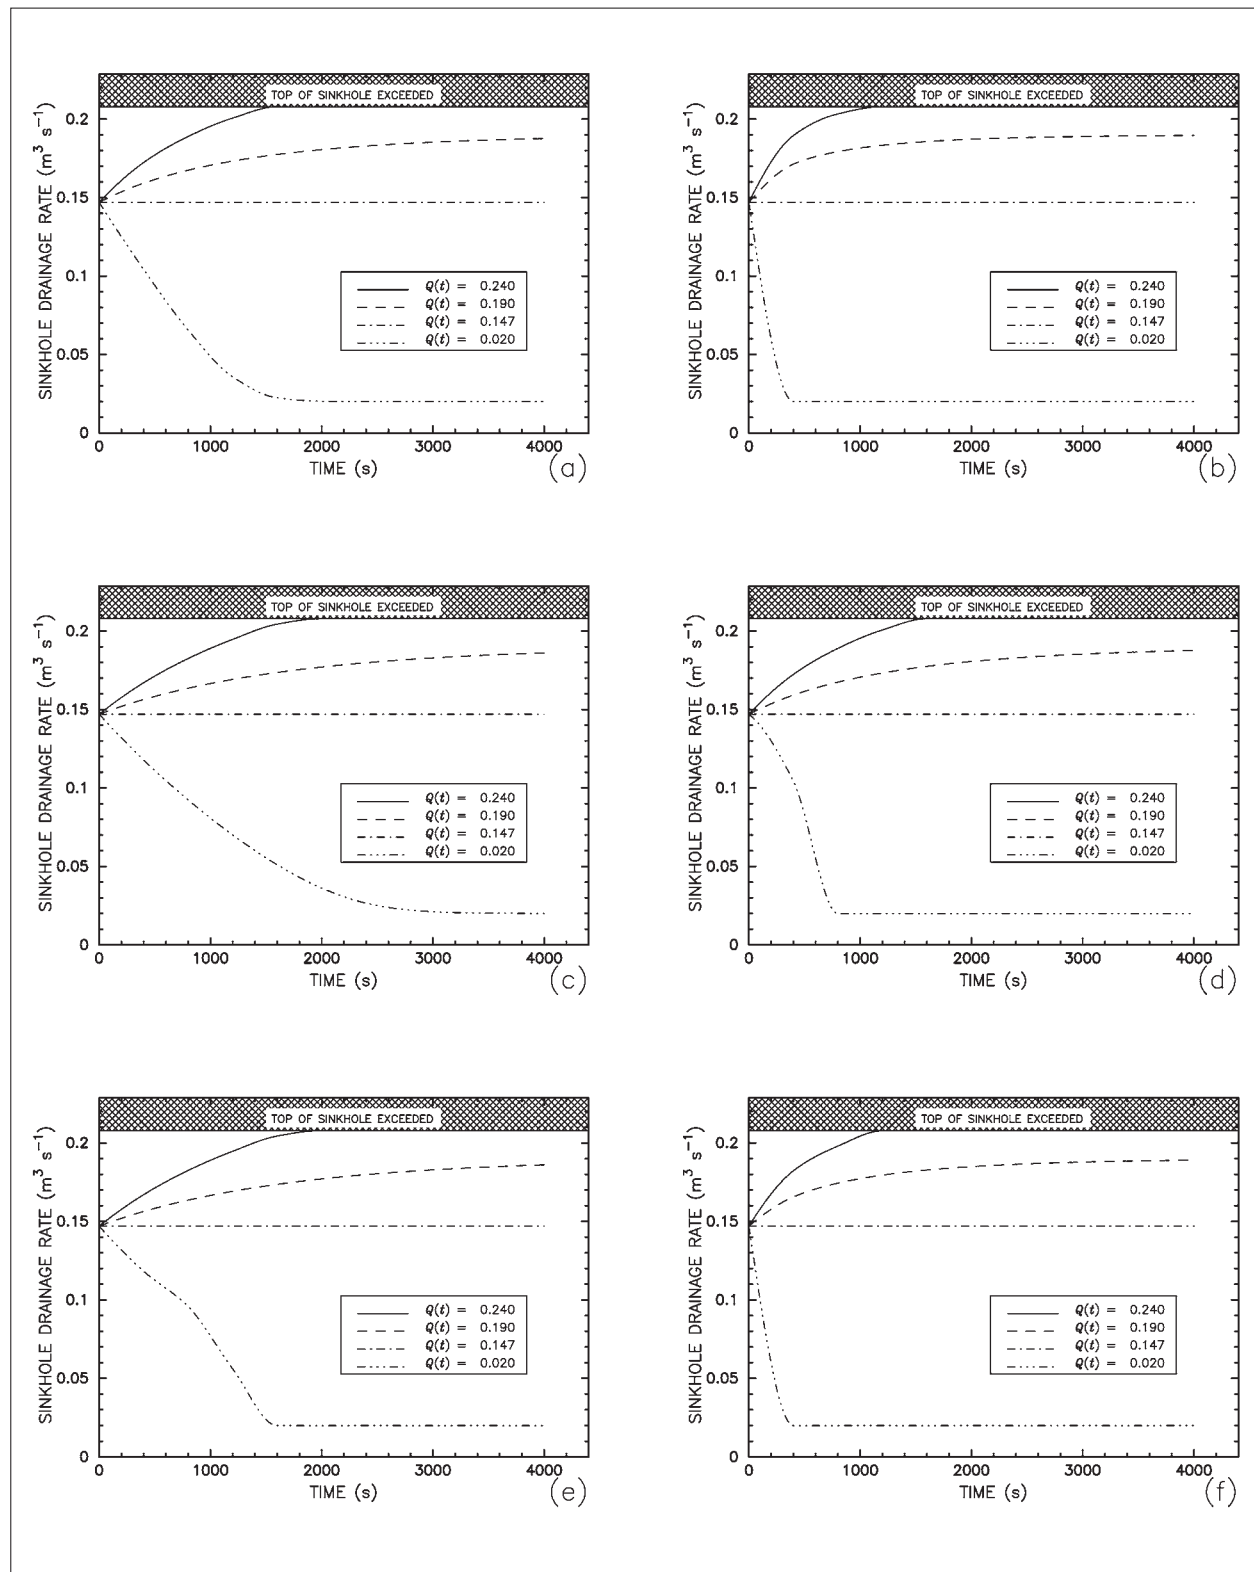 TOP OF SINKHOLE EXCEEDED
SINKHOLE DRAINAGE RATE (m³ s⁻¹)
0.2
0.15
0.1
0.05
0
Q(t) = 0.240
Q(t) = 0.190
Q(t) = 0.147
Q(t) = 0.020
0 1000 2000 3000 4000
TIME (s)
(a)
TOP OF SINKHOLE EXCEEDED
SINKHOLE DRAINAGE RATE (m³ s⁻¹)
0.2
0.15
0.1
0.05
0
Q(t) = 0.240
Q(t) = 0.190
Q(t) = 0.147
Q(t) = 0.020
0 1000 2000 3000 4000
TIME (s)
(b)
TOP OF SINKHOLE EXCEEDED
SINKHOLE DRAINAGE RATE (m³ s⁻¹)
0.2
0.15
0.1
0.05
0
Q(t) = 0.240
Q(t) = 0.190
Q(t) = 0.147
Q(t) = 0.020
0 1000 2000 3000 4000
TIME (s)
(c)
TOP OF SINKHOLE EXCEEDED
SINKHOLE DRAINAGE RATE (m³ s⁻¹)
0.2
0.15
0.1
0.05
0
Q(t) = 0.240
Q(t) = 0.190
Q(t) = 0.147
Q(t) = 0.020
0 1000 2000 3000 4000
TIME (s)
(d)
TOP OF SINKHOLE EXCEEDED
SINKHOLE DRAINAGE RATE (m³ s⁻¹)
0.2
0.15
0.1
0.05
0
Q(t) = 0.240
Q(t) = 0.190
Q(t) = 0.147
Q(t) = 0.020
0 1000 2000 3000 4000
TIME (s)
(e)
TOP OF SINKHOLE EXCEEDED
SINKHOLE DRAINAGE RATE (m³ s⁻¹)
0.2
0.15
0.1
0.05
0
Q(t) = 0.240
Q(t) = 0.190
Q(t) = 0.147
Q(t) = 0.020
0 1000 2000 3000 4000
TIME (s)
(f)